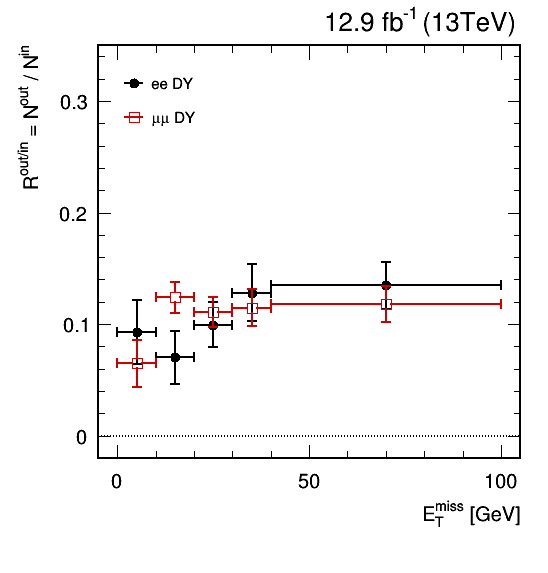 12.9 fb-1 (13TeV)
Rout/in = Nout / Nin
ee DY
μμ DY
0.3
0.2
0.1
0
0
50
100
ETmiss [GeV]